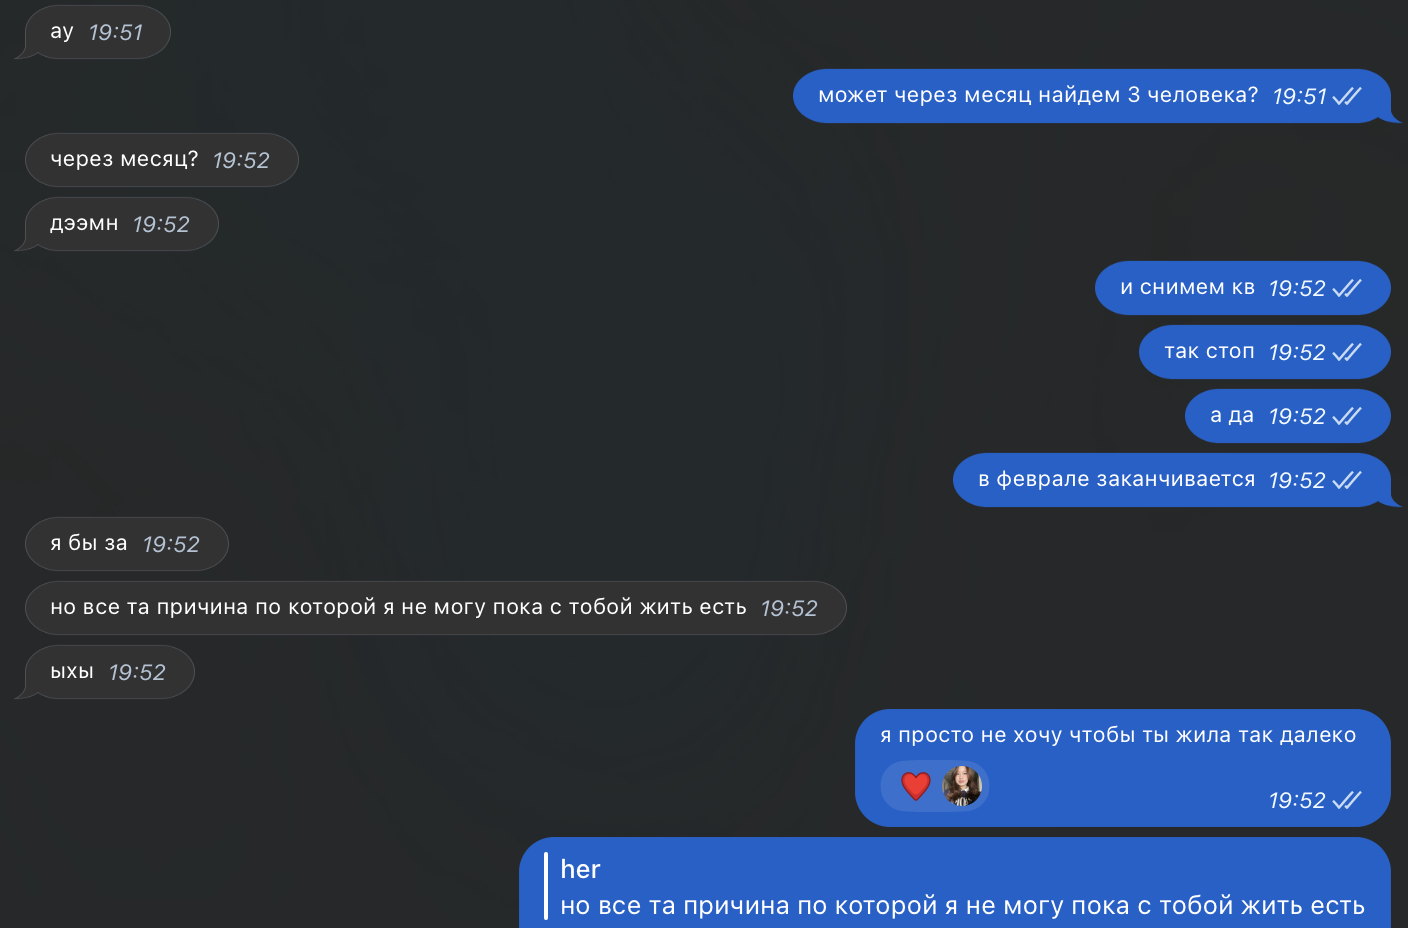 ау 19:51
может через месяц найдем 3 человека? 19:51
через месяц? 19:52
дээмн 19:52
и снимем кв 19:52
так стоп 19:52
а да 19:52
в феврале заканчивается 19:52
я бы за 19:52
но все та причина по которой я не могу пока с тобой жить есть 19:52
ыхы 19:52
я просто не хочу чтобы ты жила так далеко
19:52
her
но все та причина по которой я не могу пока с тобой жить есть